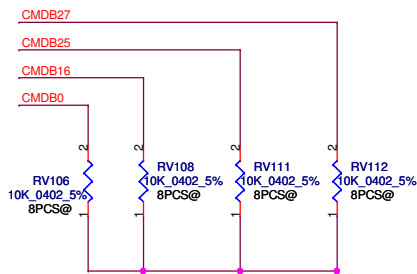 CMDB27
CMDB25
CMDB16
CMDB0
2 2 2 2
RV106 RV108 RV111 RV112
10K_0402_5% 10K_0402_5% 10K_0402_5% 10K_0402_5%
8PCS@ 8PCS@ 8PCS@ 8PCS@
1 1 1 1